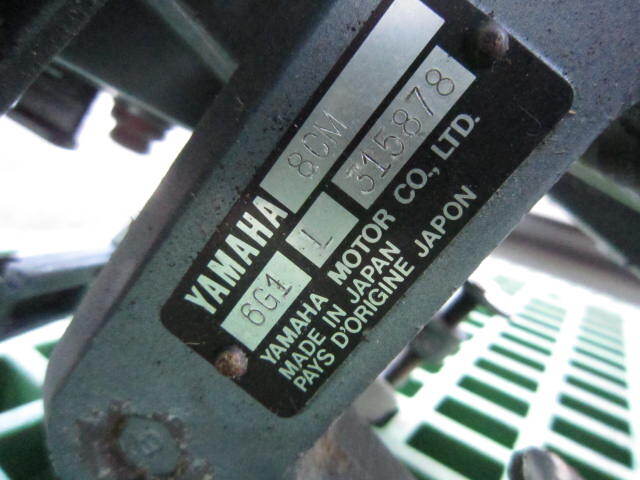 YAMAHA 8CM
6G1 L 315878
YAMAHA MOTOR CO., LTD.
MADE IN JAPAN
PAYS D'ORIGINE JAPON